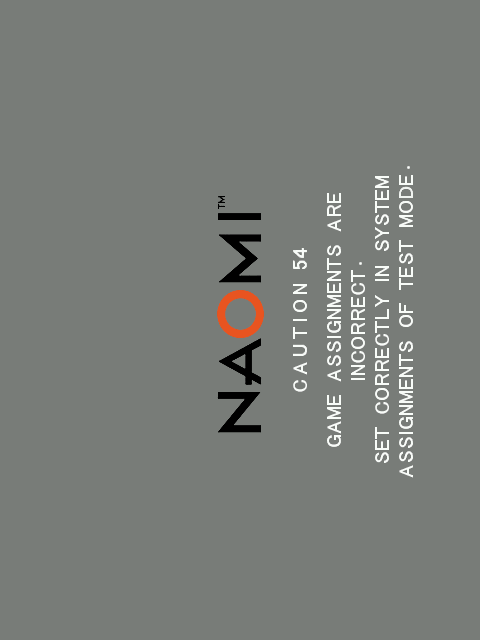 NAOMI™
CAUTION 54
GAME ASSIGNMENTS ARE
INCORRECT.
SET CORRECTLY IN SYSTEM
ASSIGNMENTS OF TEST MODE.